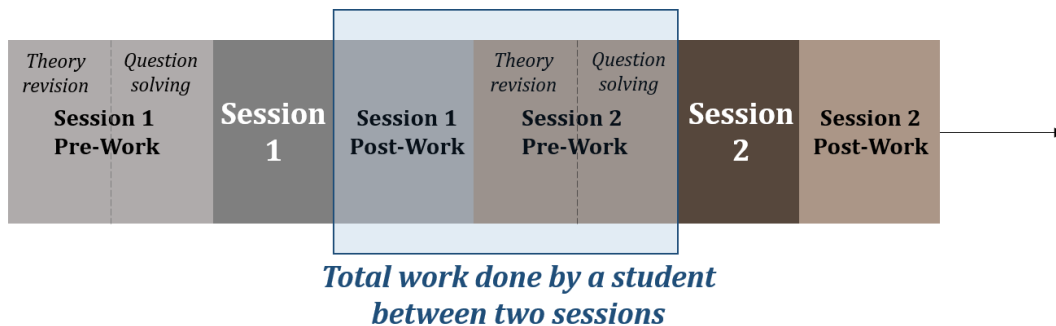 Theory
revision
Question
solving
Session 1
Pre-Work
Session
1
Session 1
Post-Work
Theory
revision
Question
solving
Session 2
Pre-Work
Session
2
Session 2
Post-Work
Total work done by a student
between two sessions